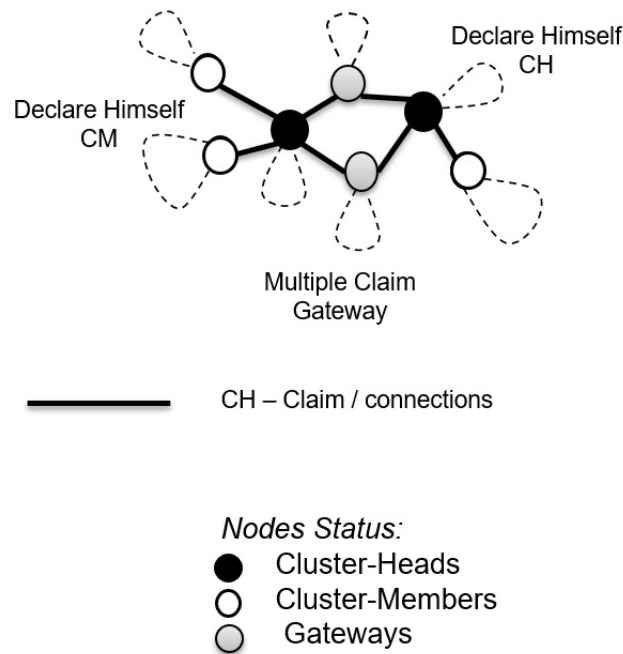 Declare Himself
CH
Declare Himself
CM
Multiple Claim
Gateway
CH – Claim / connections
Nodes Status:
Cluster-Heads
Cluster-Members
Gateways